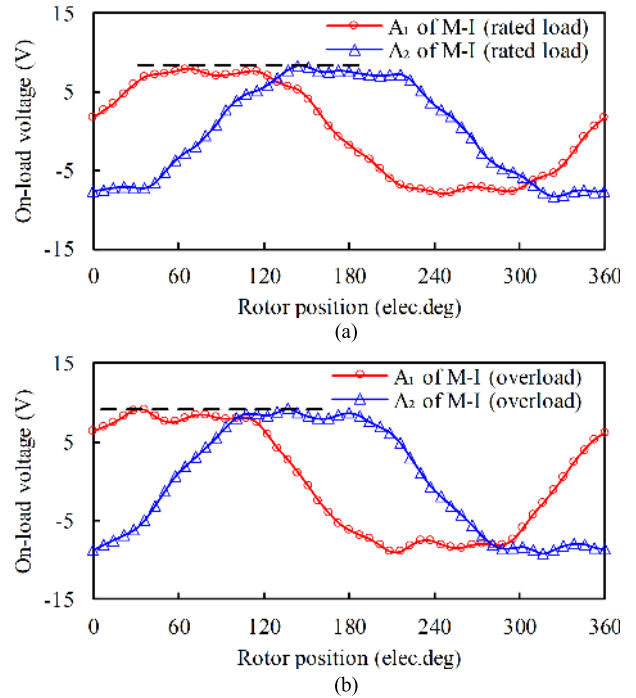 15
A₁ of M-I (rated load)
A₂ of M-I (rated load)
5
-5
-15
On-load voltage (V)
0 60 120 180 240 300 360
Rotor position (elec.deg)
(a)
15
A₁ of M-I (overload)
A₂ of M-I (overload)
5
-5
-15
On-load voltage (V)
0 60 120 180 240 300 360
Rotor position (elec.deg)
(b)